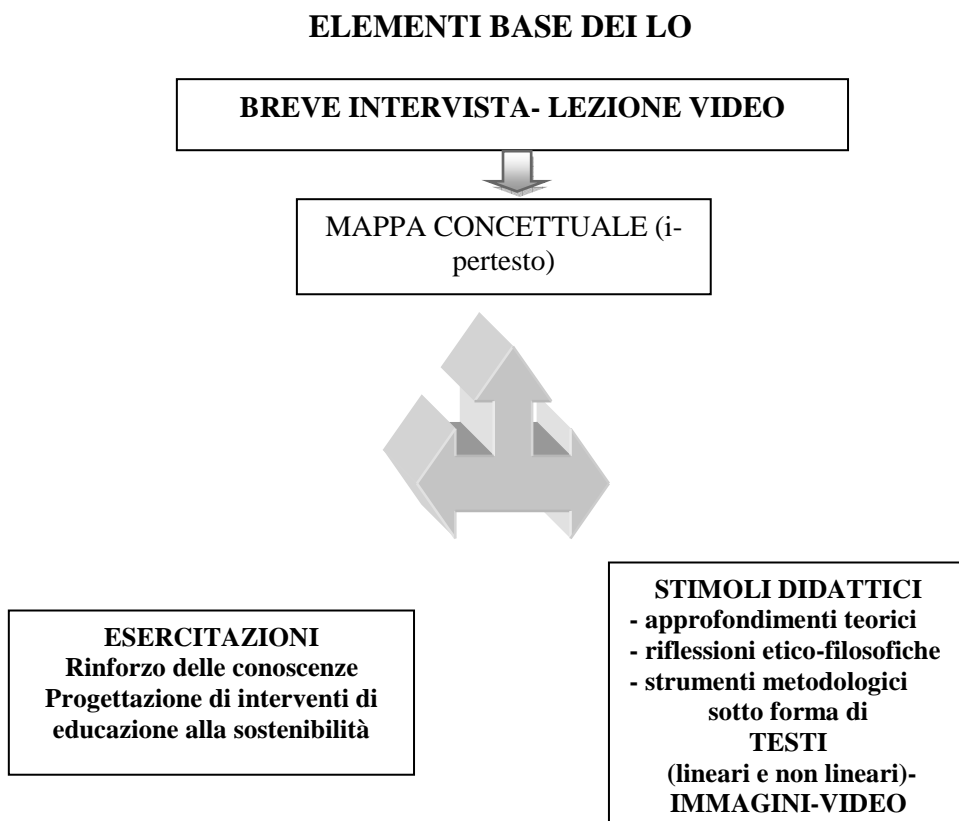 ELEMENTI BASE DEI LO
BREVE INTERVISTA- LEZIONE VIDEO
MAPPA CONCETTUALE (i-
pertesto)
ESERCITAZIONI
Rinforzo delle conoscenze
Progettazione di interventi di
educazione alla sostenibilità
STIMOLI DIDATTICI
- approfondimenti teorici
- riflessioni etico-filosofiche
- strumenti metodologici
sotto forma di
TESTI
(lineari e non lineari)-
IMMAGINI-VIDEO